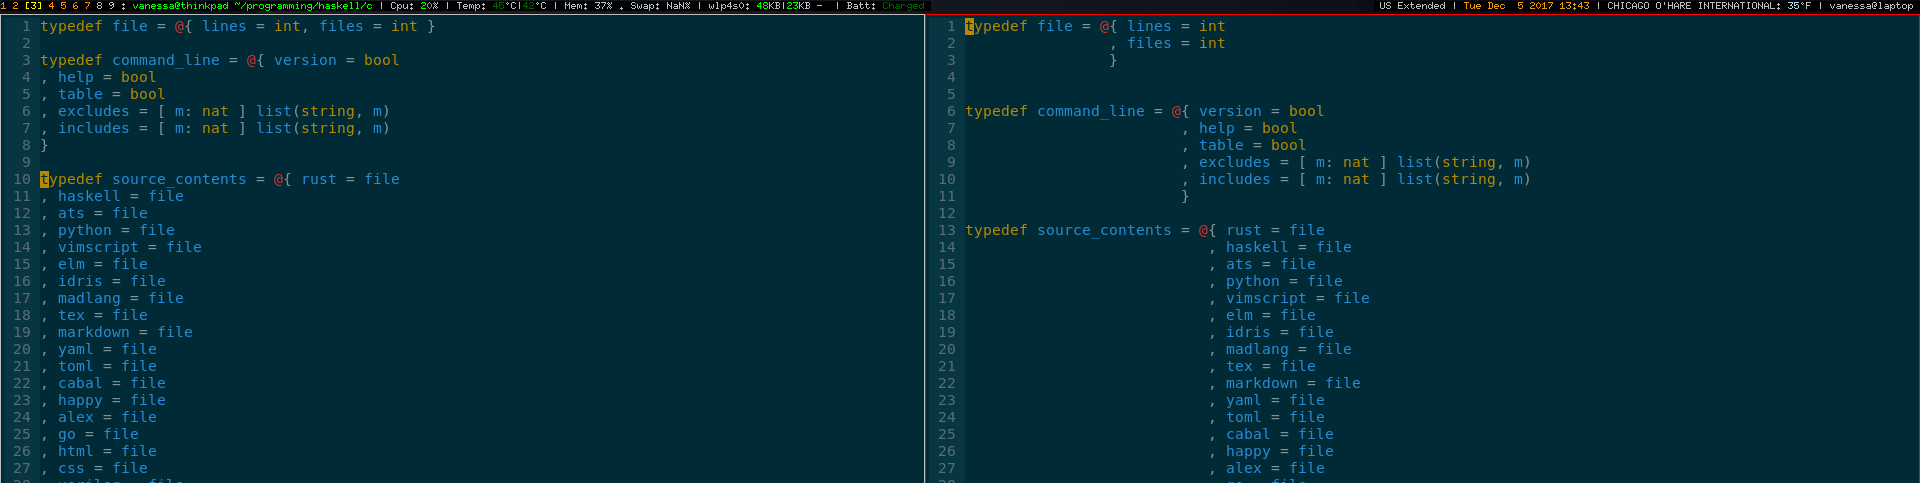 1 2 [3] 4 5 6 7 8 9 : vanessa@thinkpad ~/programming/haskell/c | Cpu: 20% | Temp: 45°C|42°C | Mem: 37% . Swap: NaN% | wlp4s0: 48KB|23KB - | Batt: Charged
US Extended | Tue Dec 5 2017 13:43 | CHICAGO O'HARE INTERNATIONAL: 35°F | vanessa@laptop
1 typedef file = @{ lines = int, files = int }
2
3 typedef command_line = @{ version = bool
4 , help = bool
5 , table = bool
6 , excludes = [ m: nat ] list(string, m)
7 , includes = [ m: nat ] list(string, m)
8 }
9
10 typedef source_contents = @{ rust = file
11 , haskell = file
12 , ats = file
13 , python = file
14 , vimscript = file
15 , elm = file
16 , idris = file
17 , madlang = file
18 , tex = file
19 , markdown = file
20 , yaml = file
21 , toml = file
22 , cabal = file
23 , happy = file
24 , alex = file
25 , go = file
26 , html = file
27 , css = file
1 typedef file = @{ lines = int
2 , files = int
3 }
4
5
6 typedef command_line = @{ version = bool
7 , help = bool
8 , table = bool
9 , excludes = [ m: nat ] list(string, m)
10 , includes = [ m: nat ] list(string, m)
11 }
12
13 typedef source_contents = @{ rust = file
14 , haskell = file
15 , ats = file
16 , python = file
17 , vimscript = file
18 , elm = file
19 , idris = file
20 , madlang = file
21 , tex = file
22 , markdown = file
23 , yaml = file
24 , toml = file
25 , cabal = file
26 , happy = file
27 , alex = file